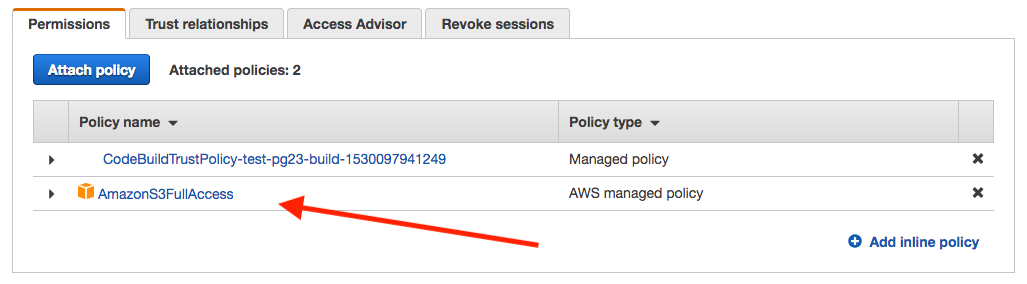 Permissions Trust relationships Access Advisor Revoke sessions
Attach policy Attached policies: 2
Policy name Policy type
CodeBuildTrustPolicy-test-pg23-build-1530097941249 Managed policy
AmazonS3FullAccess AWS managed policy
Add inline policy